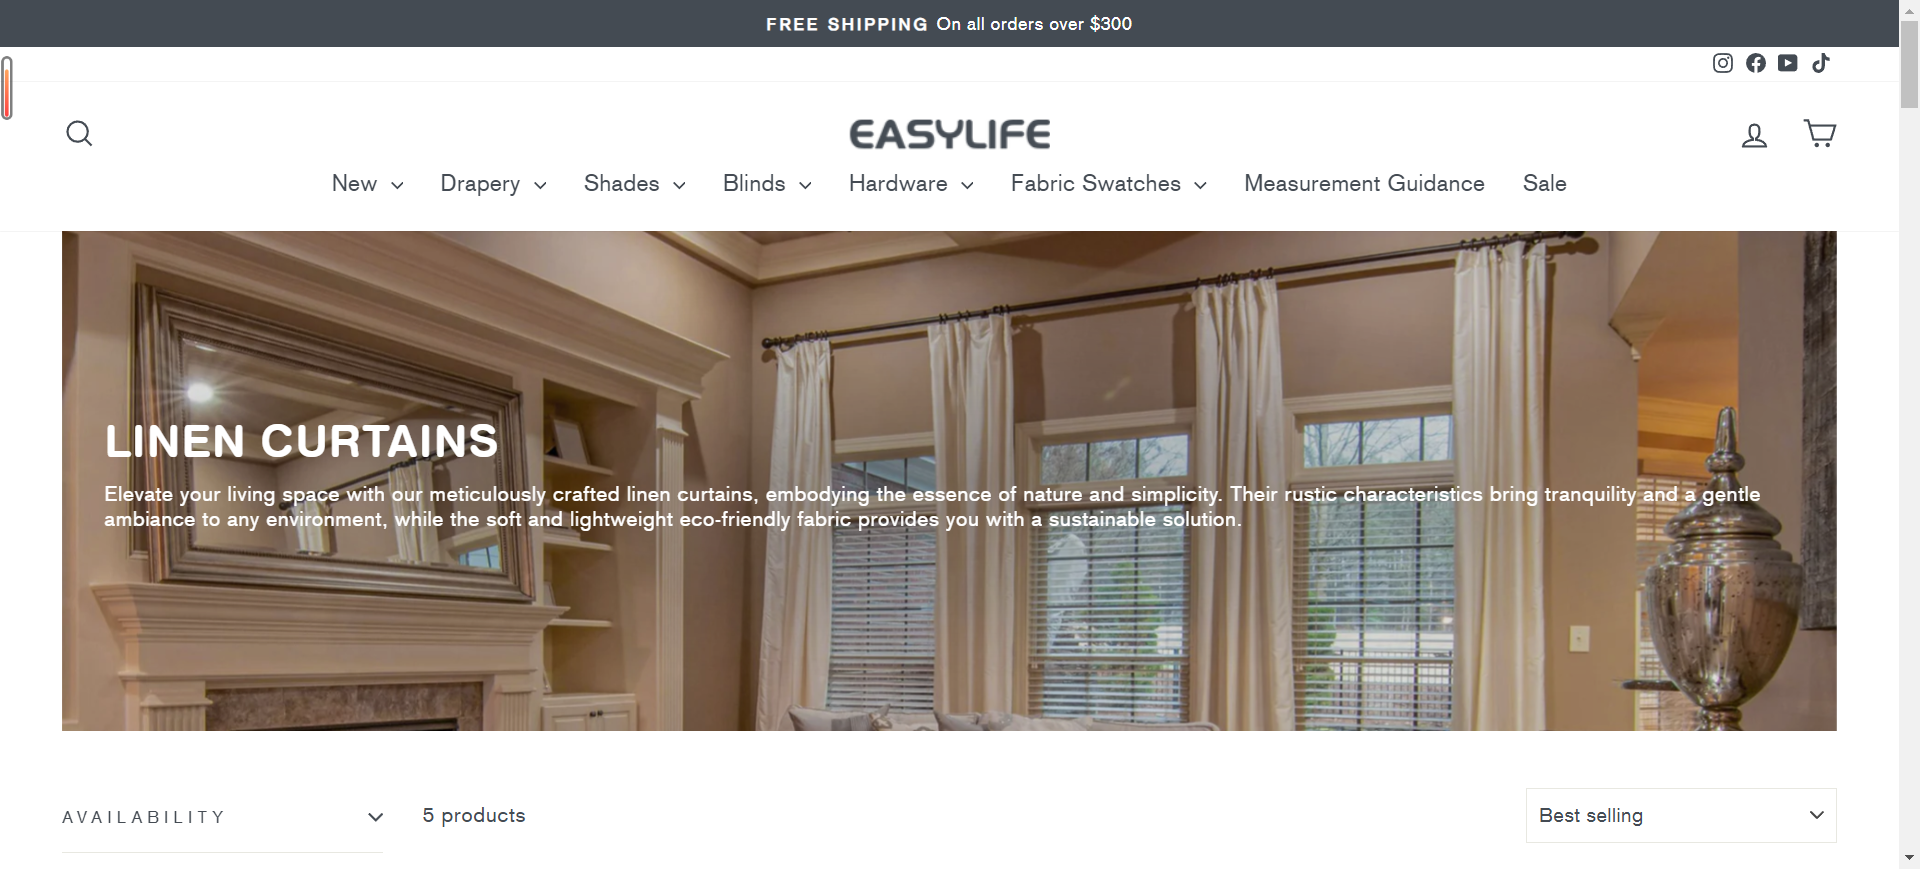 FREE SHIPPING On all orders over $300
EASYLIFE
New Drapery Shades Blinds Hardware Fabric Swatches Measurement Guidance Sale
LINEN CURTAINS
Elevate your living space with our meticulously crafted linen curtains, embodying the essence of nature and simplicity. Their rustic characteristics bring tranquility and a gentle
ambiance to any environment, while the soft and lightweight eco-friendly fabric provides you with a sustainable solution.
AVAILABILITY 5 products Best selling